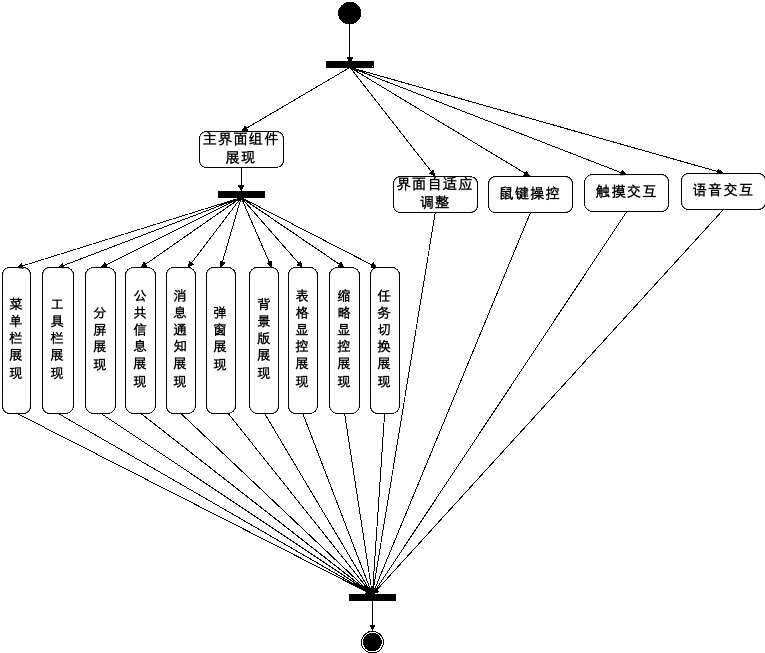 主界面组件
展现
界面自适应
调整
鼠键操控
触摸交互
语音交互
菜单栏展现
工具栏展现
分屏展现
公共信息展现
消息通知展现
弹窗展现
背景版展现
表格显控展现
缩略显控展现
任务切换展现